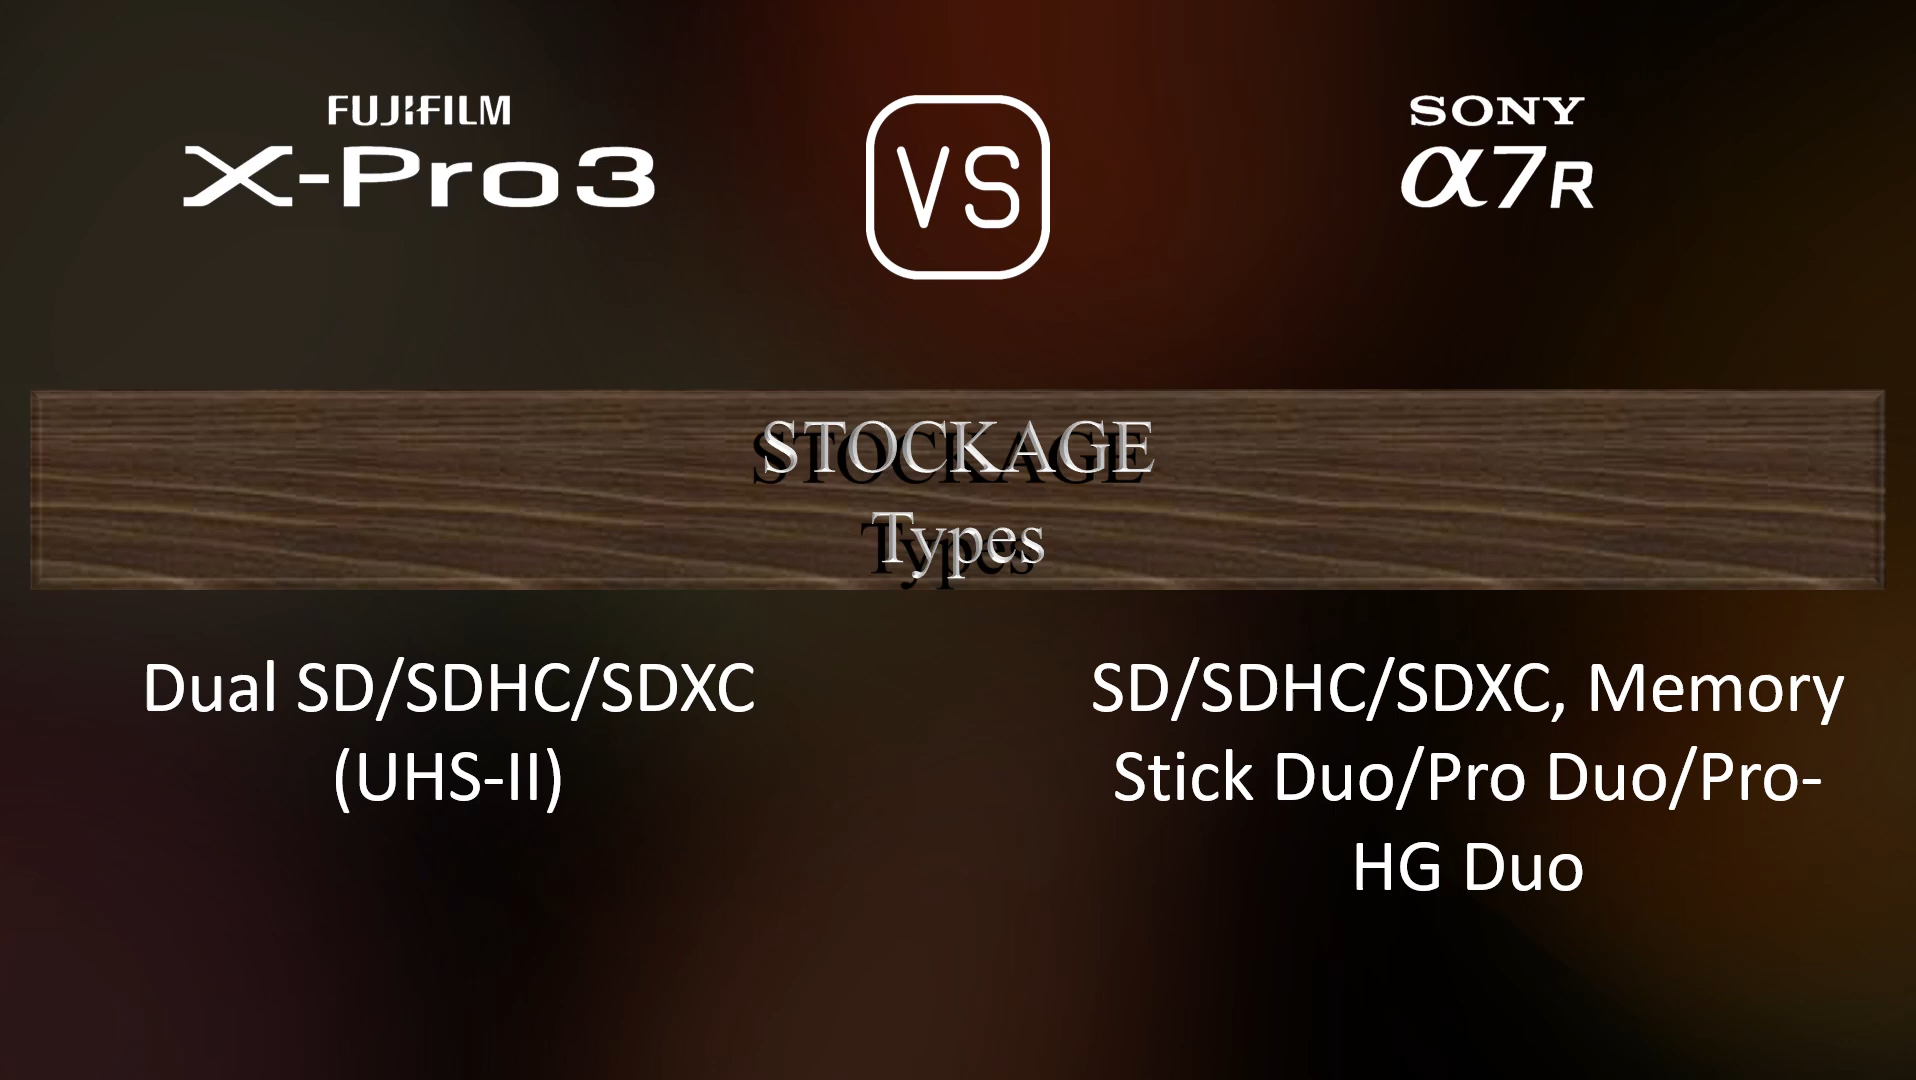 FUJIFILM
X-Pro3
VS
SONY
α7R
STOCKAGE
Types
Dual SD/SDHC/SDXC
(UHS-II)
SD/SDHC/SDXC, Memory
Stick Duo/Pro Duo/Pro-
HG Duo